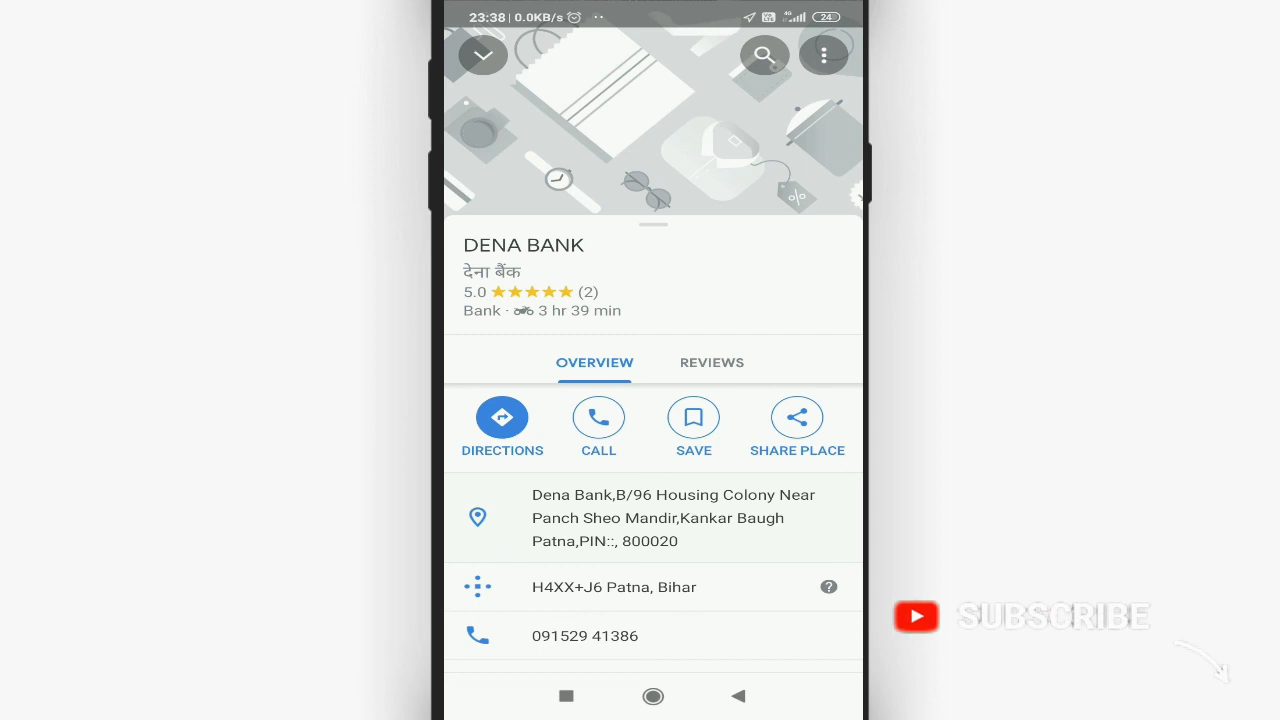 23:38 | 0.0KB/s
24
DENA BANK
देना बैंक
5.0 ★★★★★ (2)
Bank · 3 hr 39 min
OVERVIEW REVIEWS
DIRECTIONS CALL SAVE SHARE PLACE
Dena Bank,B/96 Housing Colony Near
Panch Sheo Mandir,Kankar Baugh
Patna,PIN::, 800020
H4XX+J6 Patna, Bihar
091529 41386
SUBSCRIBE